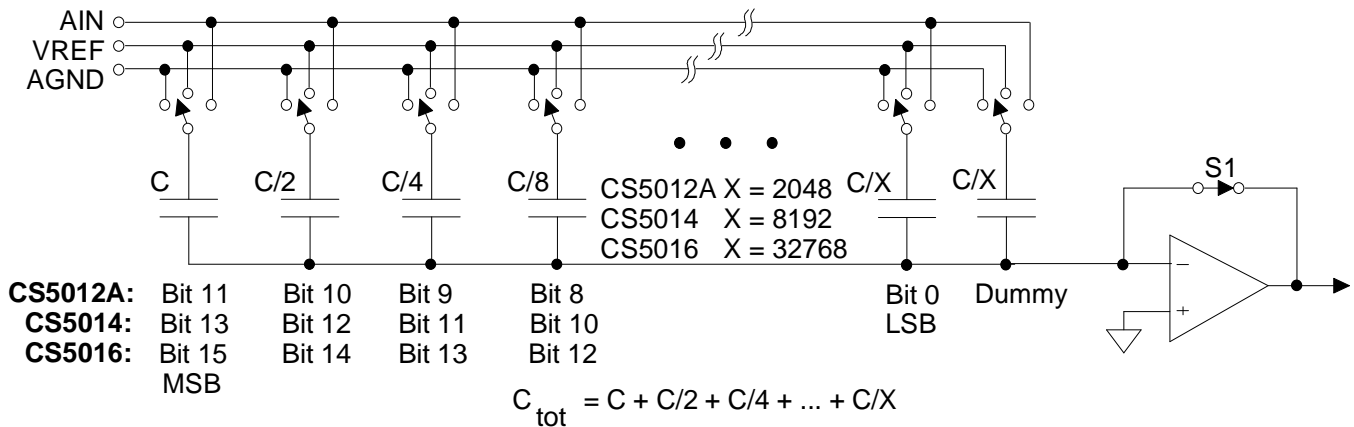 AIN
VREF
AGND
S1
C C/2 C/4 C/8 C/X C/X
CS5012A X = 2048
CS5014 X = 8192
CS5016 X = 32768
− 
+
CS5012A: Bit 11 Bit 10 Bit 9 Bit 8 Bit 0 Dummy
CS5014: Bit 13 Bit 12 Bit 11 Bit 10 LSB
CS5016: Bit 15 Bit 14 Bit 13 Bit 12
MSB
Ctot = C + C/2 + C/4 + ... + C/X